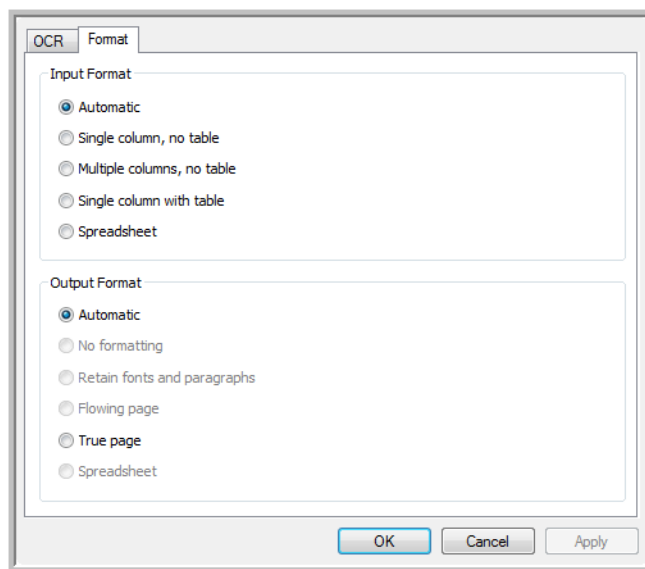 OCR Format
Input Format
Automatic
Single column, no table
Multiple columns, no table
Single column with table
Spreadsheet
Output Format
Automatic
No formatting
Retain fonts and paragraphs
Flowing page
True page
Spreadsheet
OK Cancel Apply